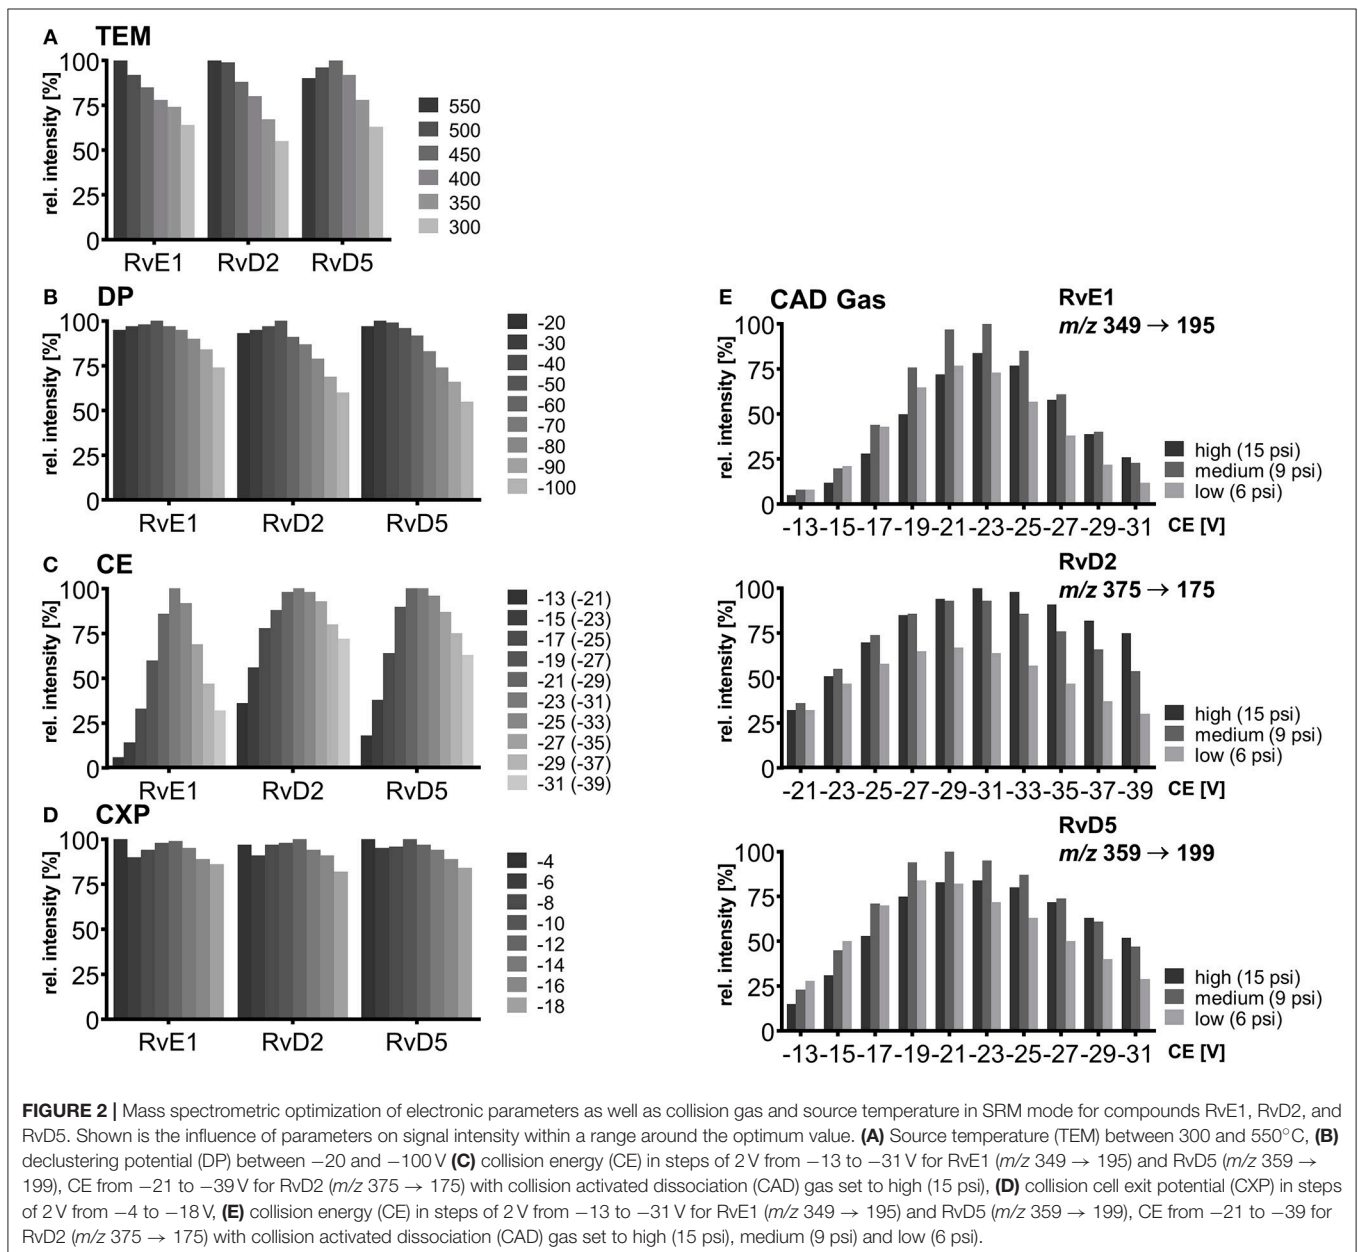 A TEM
rel. intensity [%]
100
75
50
25
0
RvE1 RvD2 RvD5
550
500
450
400
350
300
B DP
rel. intensity [%]
100
75
50
25
0
RvE1 RvD2 RvD5
-20
-30
-40
-50
-60
-70
-80
-90
-100
C CE
rel. intensity [%]
100
75
50
25
0
RvE1 RvD2 RvD5
-13 (-21)
-15 (-23)
-17 (-25)
-19 (-27)
-21 (-29)
-23 (-31)
-25 (-33)
-27 (-35)
-29 (-37)
-31 (-39)
D CXP
rel. intensity [%]
100
75
50
25
0
RvE1 RvD2 RvD5
-4
-6
-8
-10
-12
-14
-16
-18
E CAD Gas
RvE1
m/z 349 → 195
rel. intensity [%]
100
75
50
25
0
high (15 psi)
medium (9 psi)
low (6 psi)
-13 -15 -17 -19 -21 -23 -25 -27 -29 -31 CE [V]
RvD2
m/z 375 → 175
rel. intensity [%]
100
75
50
25
0
high (15 psi)
medium (9 psi)
low (6 psi)
-21 -23 -25 -27 -29 -31 -33 -35 -37 -39 CE [V]
RvD5
m/z 359 → 199
rel. intensity [%]
100
75
50
25
0
high (15 psi)
medium (9 psi)
low (6 psi)
-13 -15 -17 -19 -21 -23 -25 -27 -29 -31 CE [V]
FIGURE 2 | Mass spectrometric optimization of electronic parameters as well as collision gas and source temperature in SRM mode for compounds RvE1, RvD2, and
RvD5. Shown is the influence of parameters on signal intensity within a range around the optimum value. (A) Source temperature (TEM) between 300 and 550°C, (B)
declustering potential (DP) between −20 and −100 V (C) collision energy (CE) in steps of 2 V from −13 to −31 V for RvE1 (m/z 349 → 195) and RvD5 (m/z 359 →
199), CE from −21 to −39 V for RvD2 (m/z 375 → 175) with collision activated dissociation (CAD) gas set to high (15 psi), (D) collision cell exit potential (CXP) in steps
of 2 V from −4 to −18 V, (E) collision energy (CE) in steps of 2 V from −13 to −31 V for RvE1 (m/z 349 → 195) and RvD5 (m/z 359 → 199), CE from −21 to −39 for
RvD2 (m/z 375 → 175) with collision activated dissociation (CAD) gas set to high (15 psi), medium (9 psi) and low (6 psi).